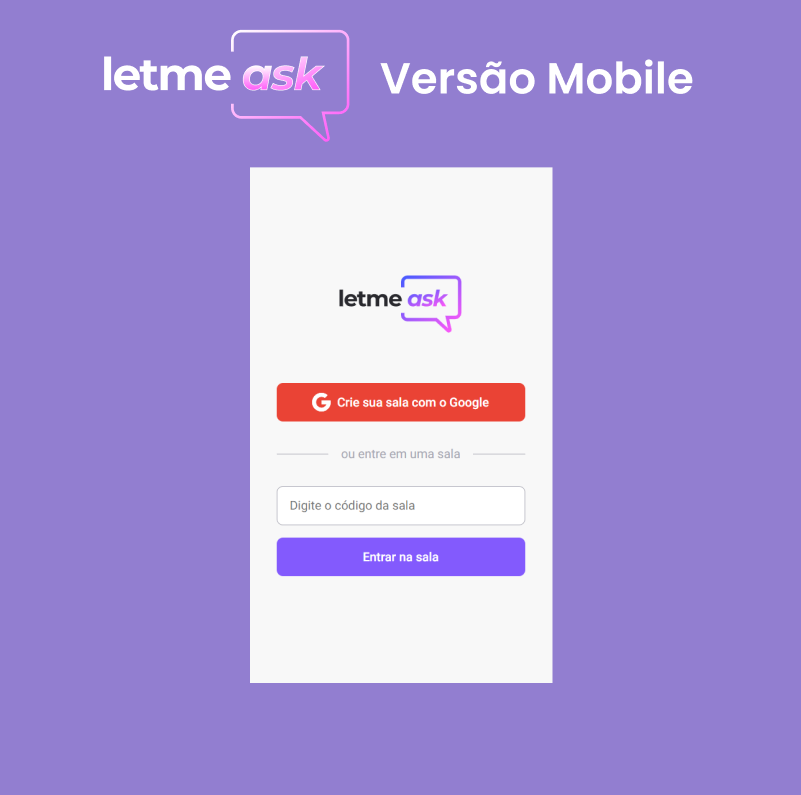 letme ask Versão Mobile
letme ask
Crie sua sala com o Google
ou entre em uma sala
Digite o código da sala
Entrar na sala